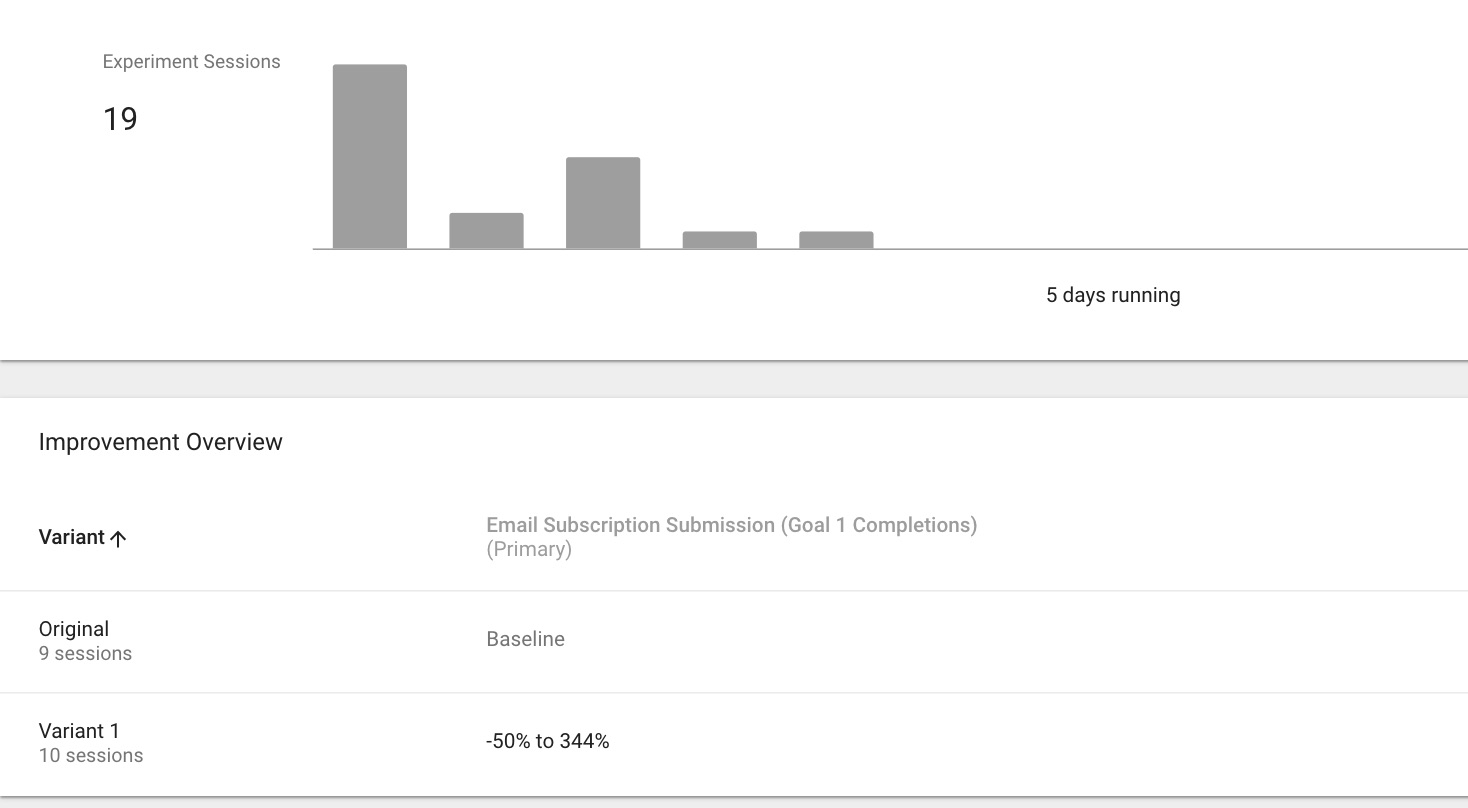 Experiment Sessions
19
5 days running
Improvement Overview
Variant ↑
Email Subscription Submission (Goal 1 Completions)
(Primary)
Original
9 sessions
Baseline
Variant 1
10 sessions
-50% to 344%